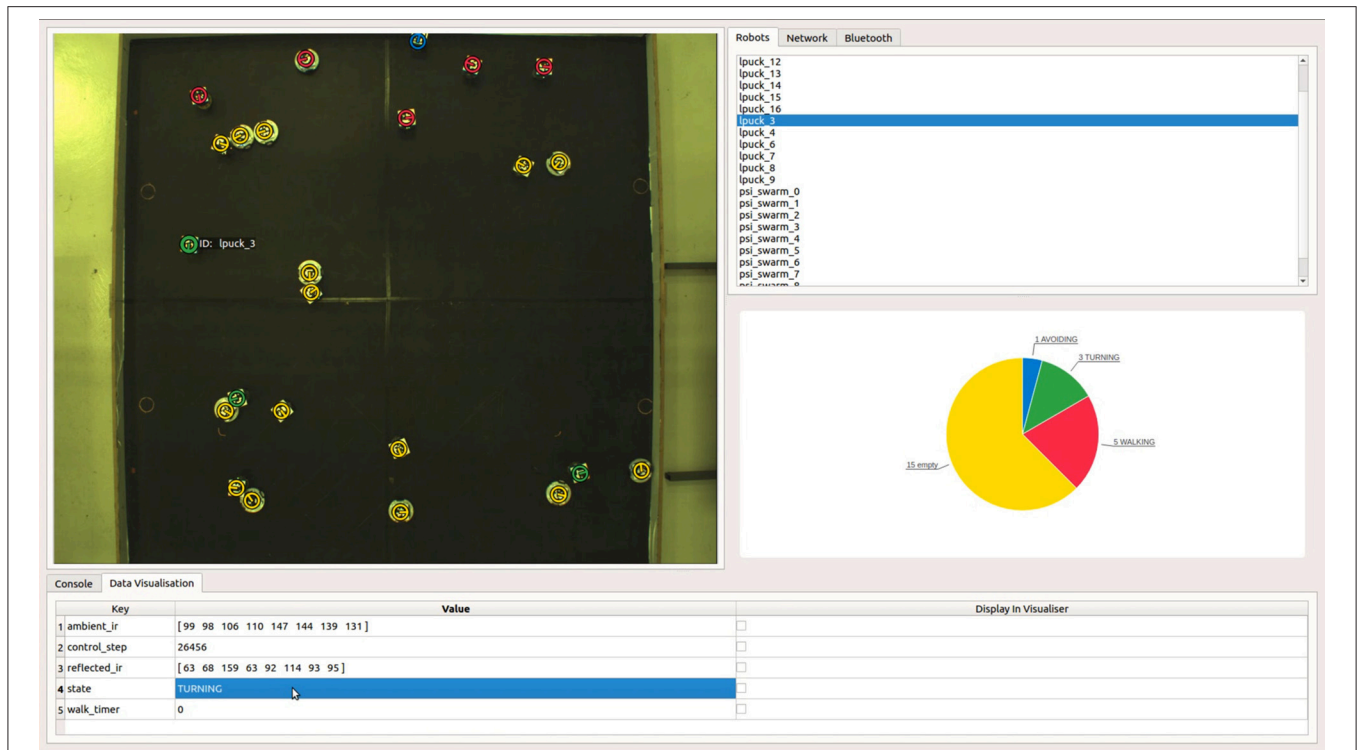 Robots Network Bluetooth
lpuck_12
lpuck_13
lpuck_14
lpuck_15
lpuck_16
lpuck_3
lpuck_4
lpuck_6
lpuck_7
lpuck_8
lpuck_9
psi_swarm_0
psi_swarm_1
psi_swarm_2
psi_swarm_3
psi_swarm_4
psi_swarm_5
psi_swarm_6
psi_swarm_7
ID: lpuck_3
1 AVOIDING
3 TURNING
5 WALKING
15 empty
Console Data Visualisation
Key Value Display In Visualiser
1 ambient_ir [ 99 98 106 110 147 144 139 131 ]
2 control_step 26456
3 reflected_ir [ 63 68 159 63 92 114 93 95 ]
4 state TURNING
5 walk_timer 0